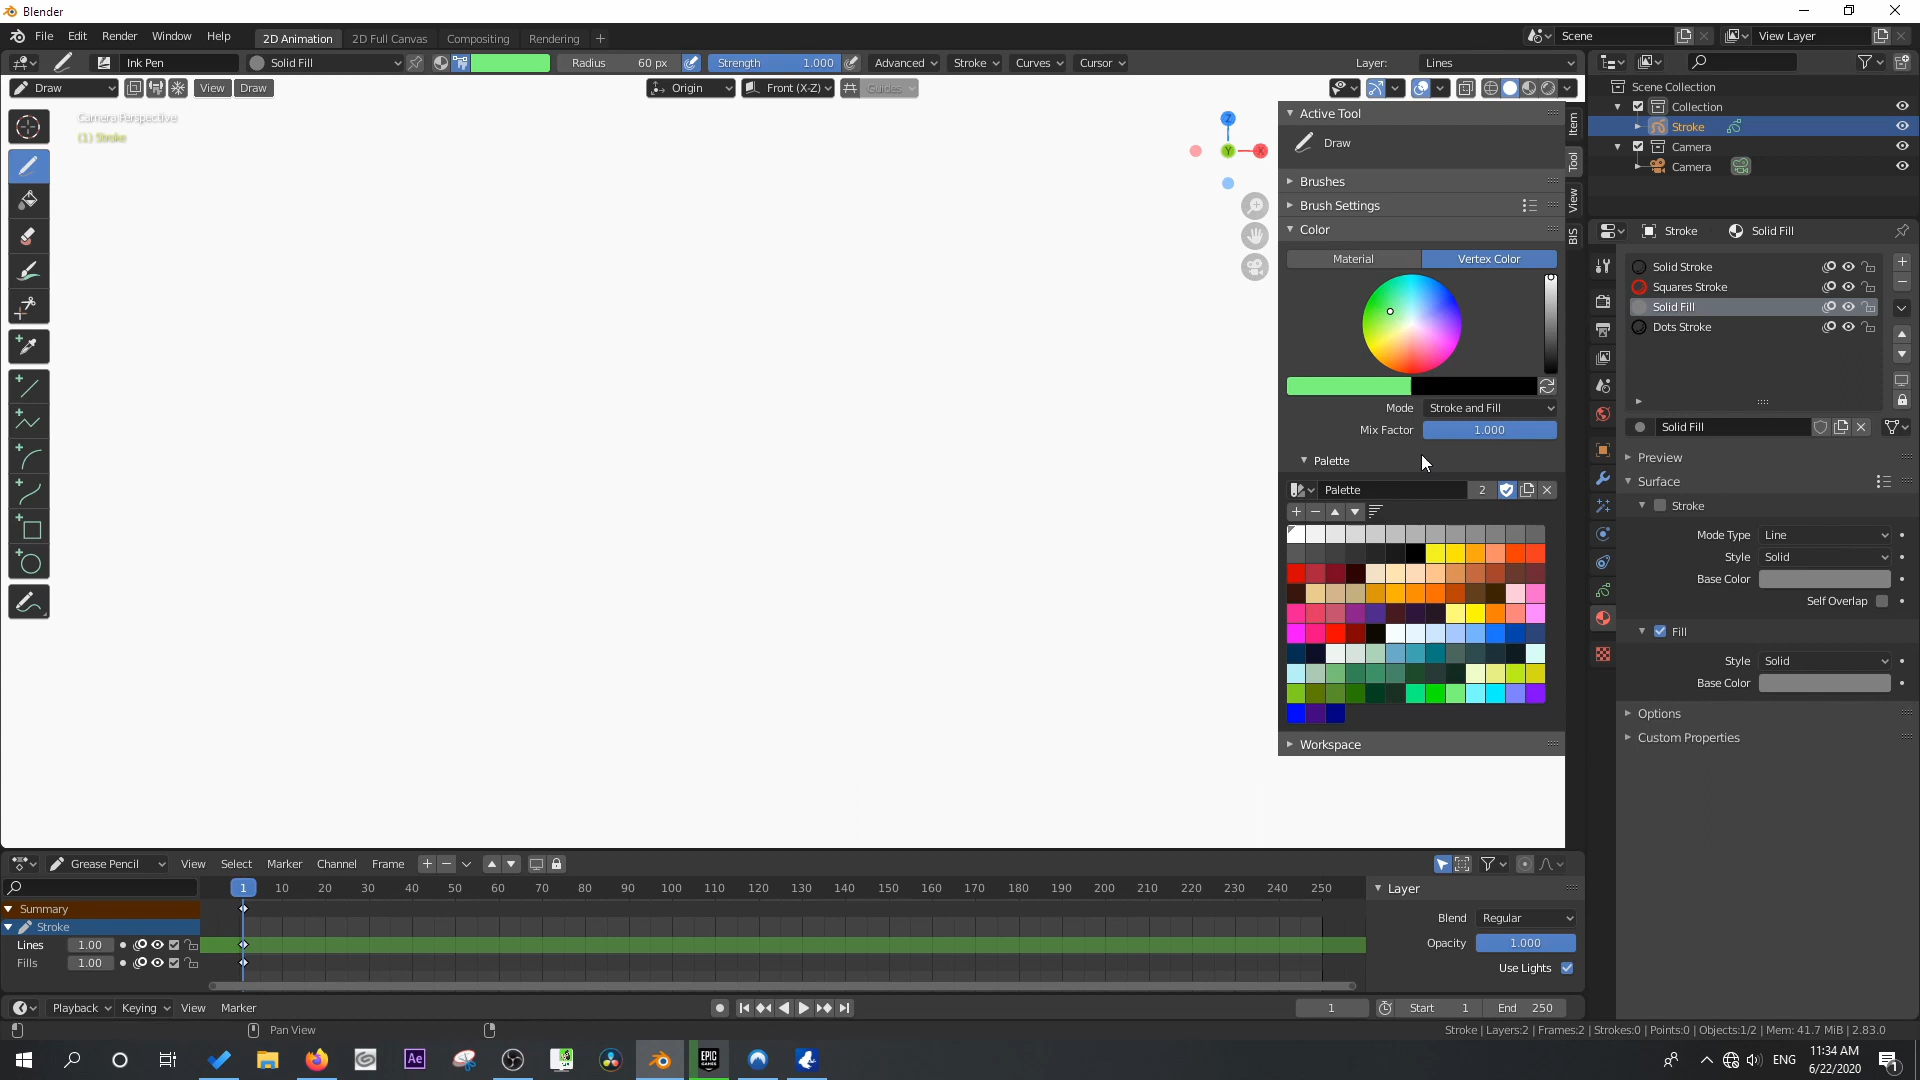 Blender
File Edit Render Window Help 2D Animation 2D Full Canvas Compositing Rendering + Scene View Layer
Ink Pen Solid Fill Radius 60 px Strength 1.000 Advanced Stroke Curves Cursor Layer: Lines
Draw View Draw Origin Front (X-Z) Guides
Camera Perspective
(1) Stroke
Z
Y X
Active Tool
Draw
Brushes
Brush Settings
Color
Material Vertex Color
Mode Stroke and Fill
Mix Factor 1.000
Palette
Palette 2
Workspace
Item
Tool
View
BIS
Scene Collection
Collection
Stroke
Camera
Camera
Stroke Solid Fill
Solid Stroke
Squares Stroke
Solid Fill
Dots Stroke
Solid Fill
Preview
Surface
Stroke
Mode Type Line
Style Solid
Base Color
Self Overlap
Fill
Style Solid
Base Color
Options
Custom Properties
Grease Pencil View Select Marker Channel Frame
1 10 20 30 40 50 60 70 80 90 100 110 120 130 140 150 160 170 180 190 200 210 220 230 240 250
Summary
Stroke
Lines 1.00
Fills 1.00
Layer
Blend Regular
Opacity 1.000
Use Lights
Playback Keying View Marker 1 Start 1 End 250
Pan View Stroke | Layers:2 | Frames:2 | Strokes:0 | Points:0 | Objects:1/2 | Mem: 41.7 MiB | 2.83.0
Ae EPIC GAMES ENG 11:34 AM
6/22/2020 1